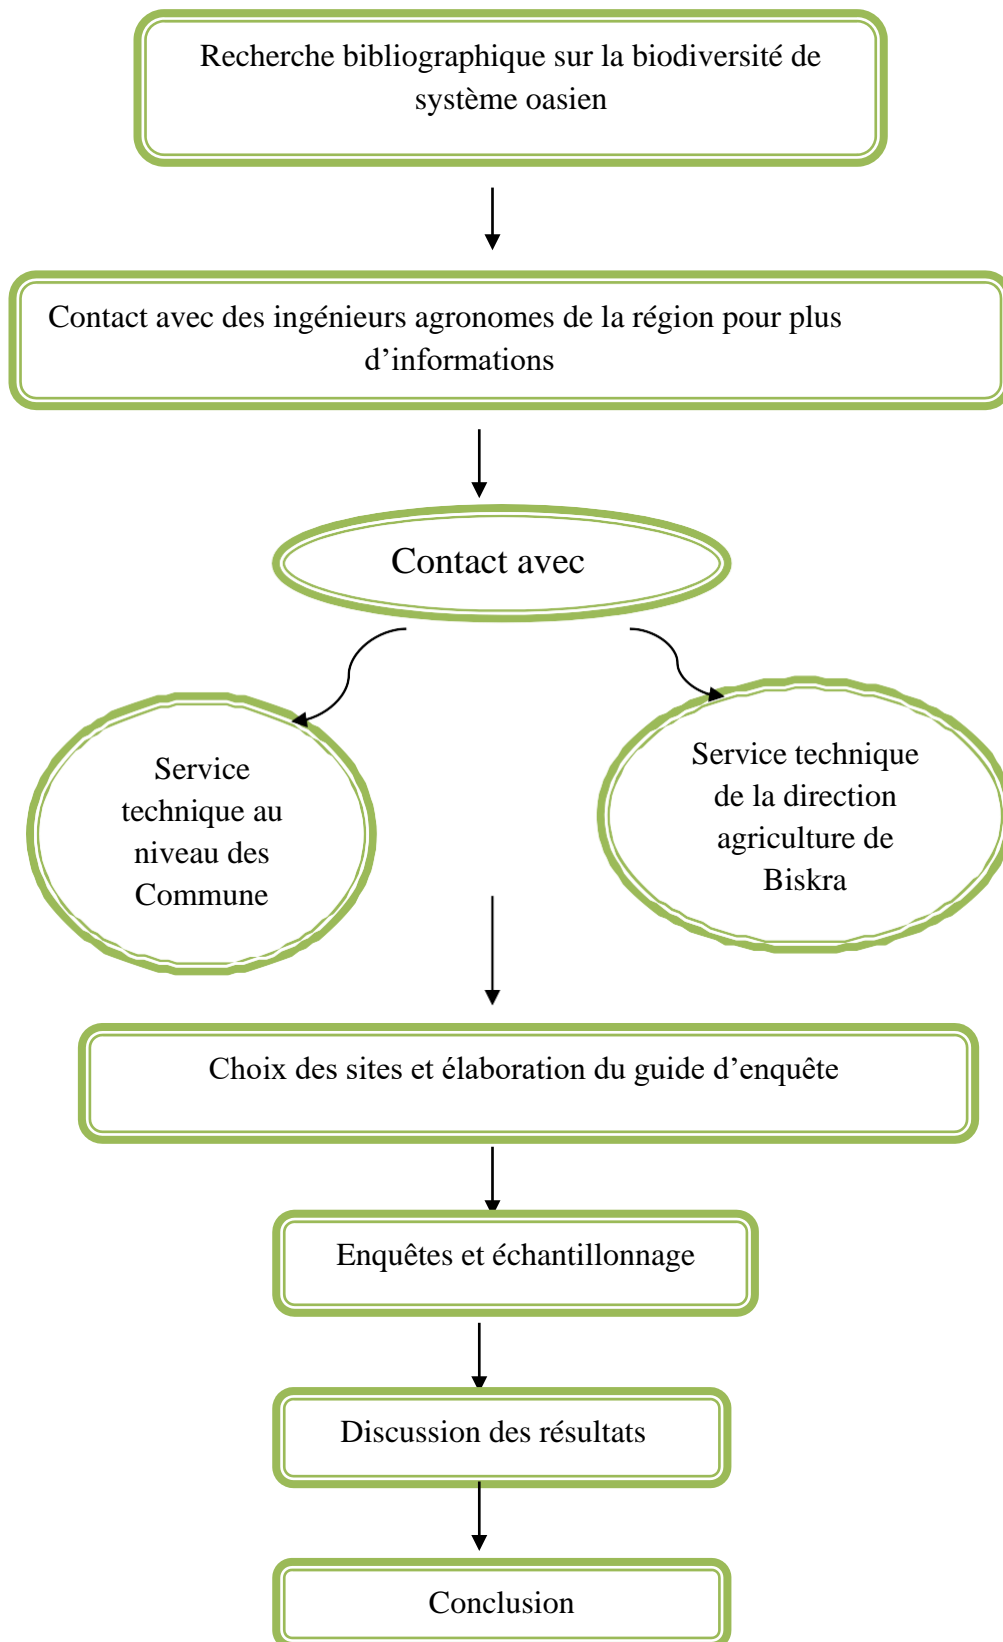 Recherche bibliographique sur la biodiversité de
système oasien
Contact avec des ingénieurs agronomes de la région pour plus
d’informations
Contact avec
Service
technique au
niveau des
Commune
Service technique
de la direction
agriculture de
Biskra
Choix des sites et élaboration du guide d’enquête
Enquêtes et échantillonnage
Discussion des résultats
Conclusion